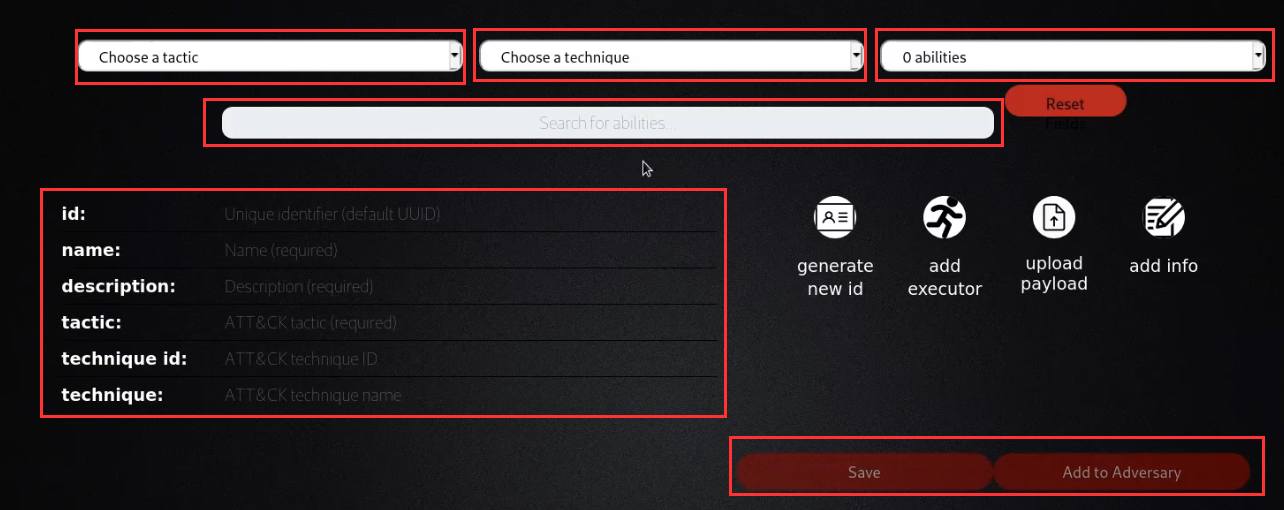 Choose a tactic
Choose a technique
0 abilities
Search for abilities...
Reset
Fields
id: Unique identifier (default UUID)
name: Name (required)
description: Description (required)
tactic: ATT&CK tactic (required)
technique id: ATT&CK technique ID
technique: ATT&CK technique name
generate
new id
add
executor
upload
payload
add info
Save
Add to Adversary